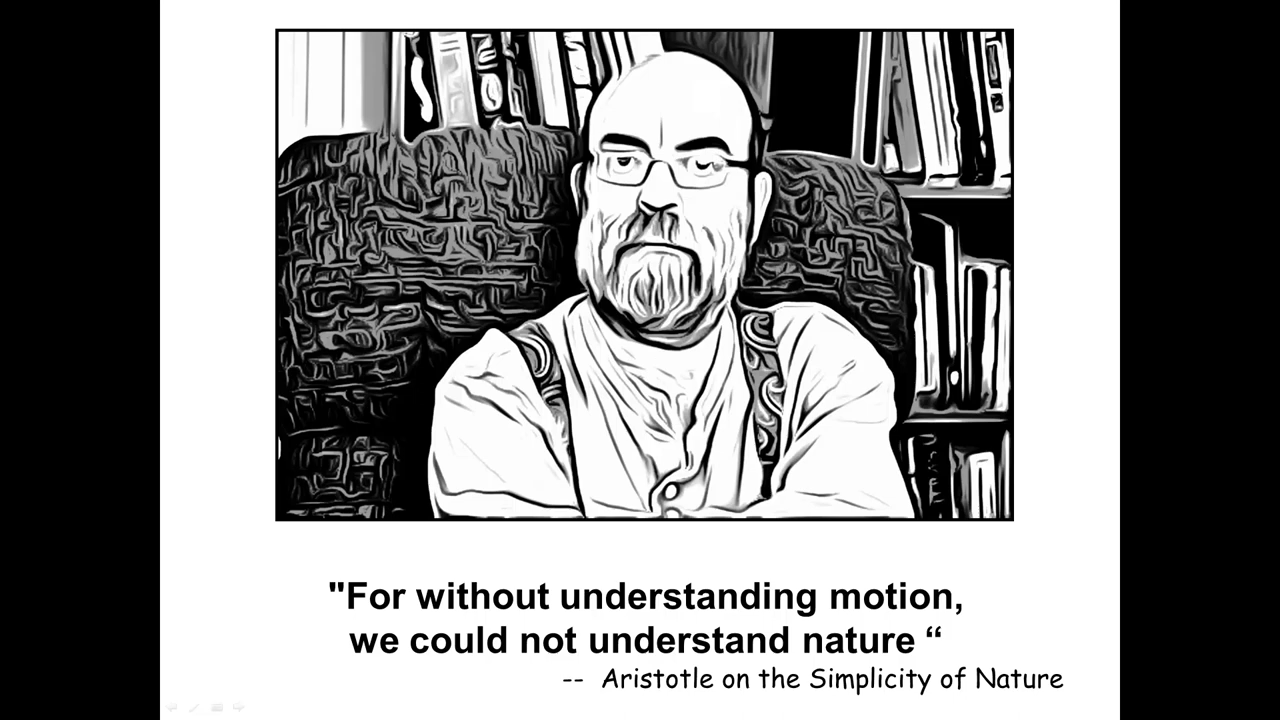 "For without understanding motion,
we could not understand nature “
-- Aristotle on the Simplicity of Nature